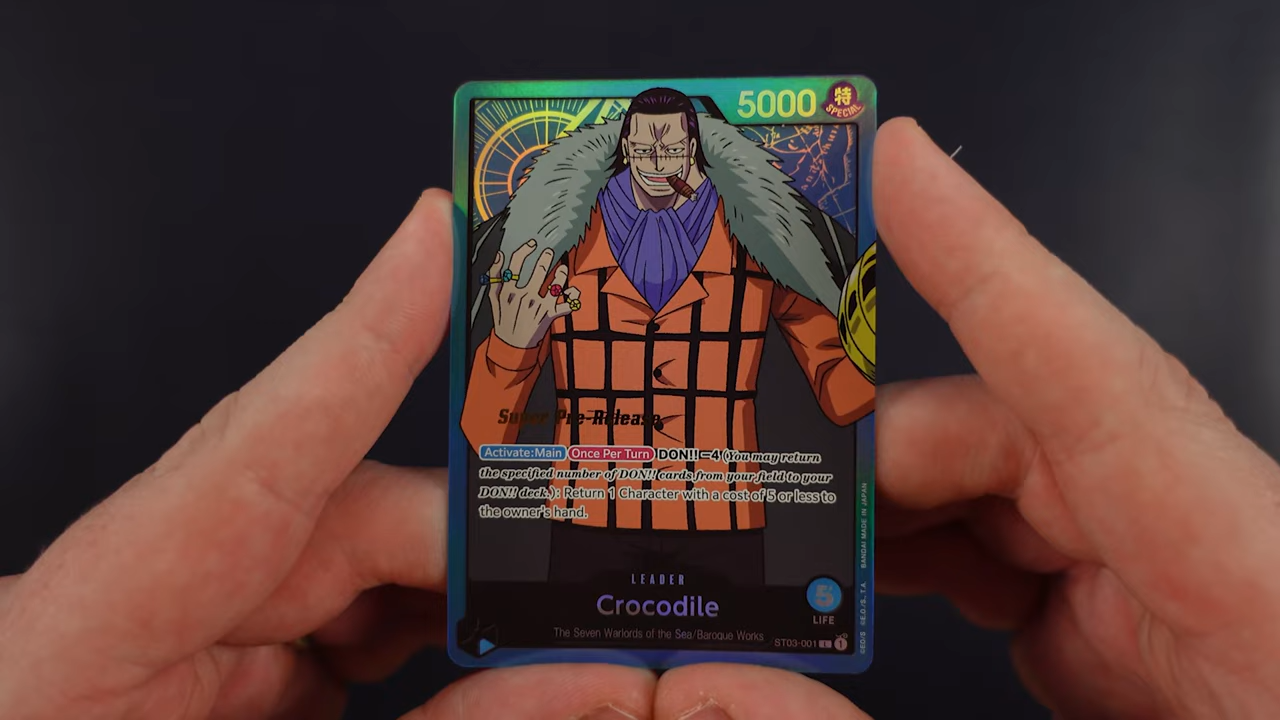 5000 特
SPECIAL
Super Pre-Release
Activate:Main Once Per Turn DON!!−4 (You may return
the specified number of DON!! cards from your field to your
DON!! deck.): Return 1 Character with a cost of 5 or less to
the owner's hand.
LEADER
Crocodile
5
LIFE
The Seven Warlords of the Sea/Baroque Works
ST03-001 L 1
©E.O./S., T.A. BANDAI MADE IN JAPAN